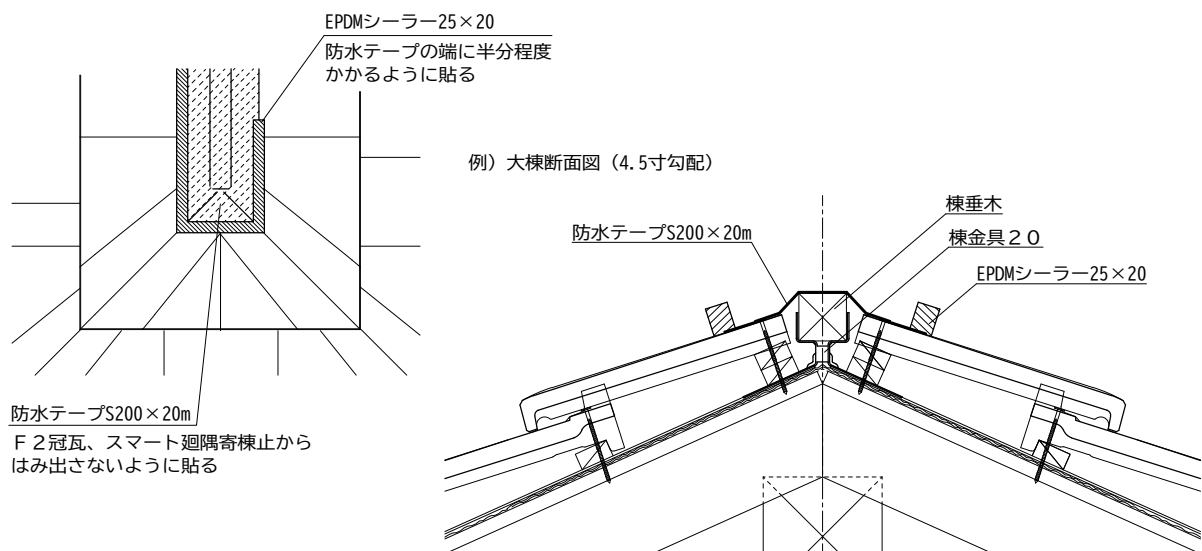 EPDMシーラー25×20
防水テープの端に半分程度
かかるように貼る
防水テープS200×20m
Ｆ２冠瓦、スマート廻隅寄棟止から
はみ出さないように貼る
例）大棟断面図（4.5寸勾配）
棟垂木
防水テープS200×20m
棟金具２０
EPDMシーラー25×20